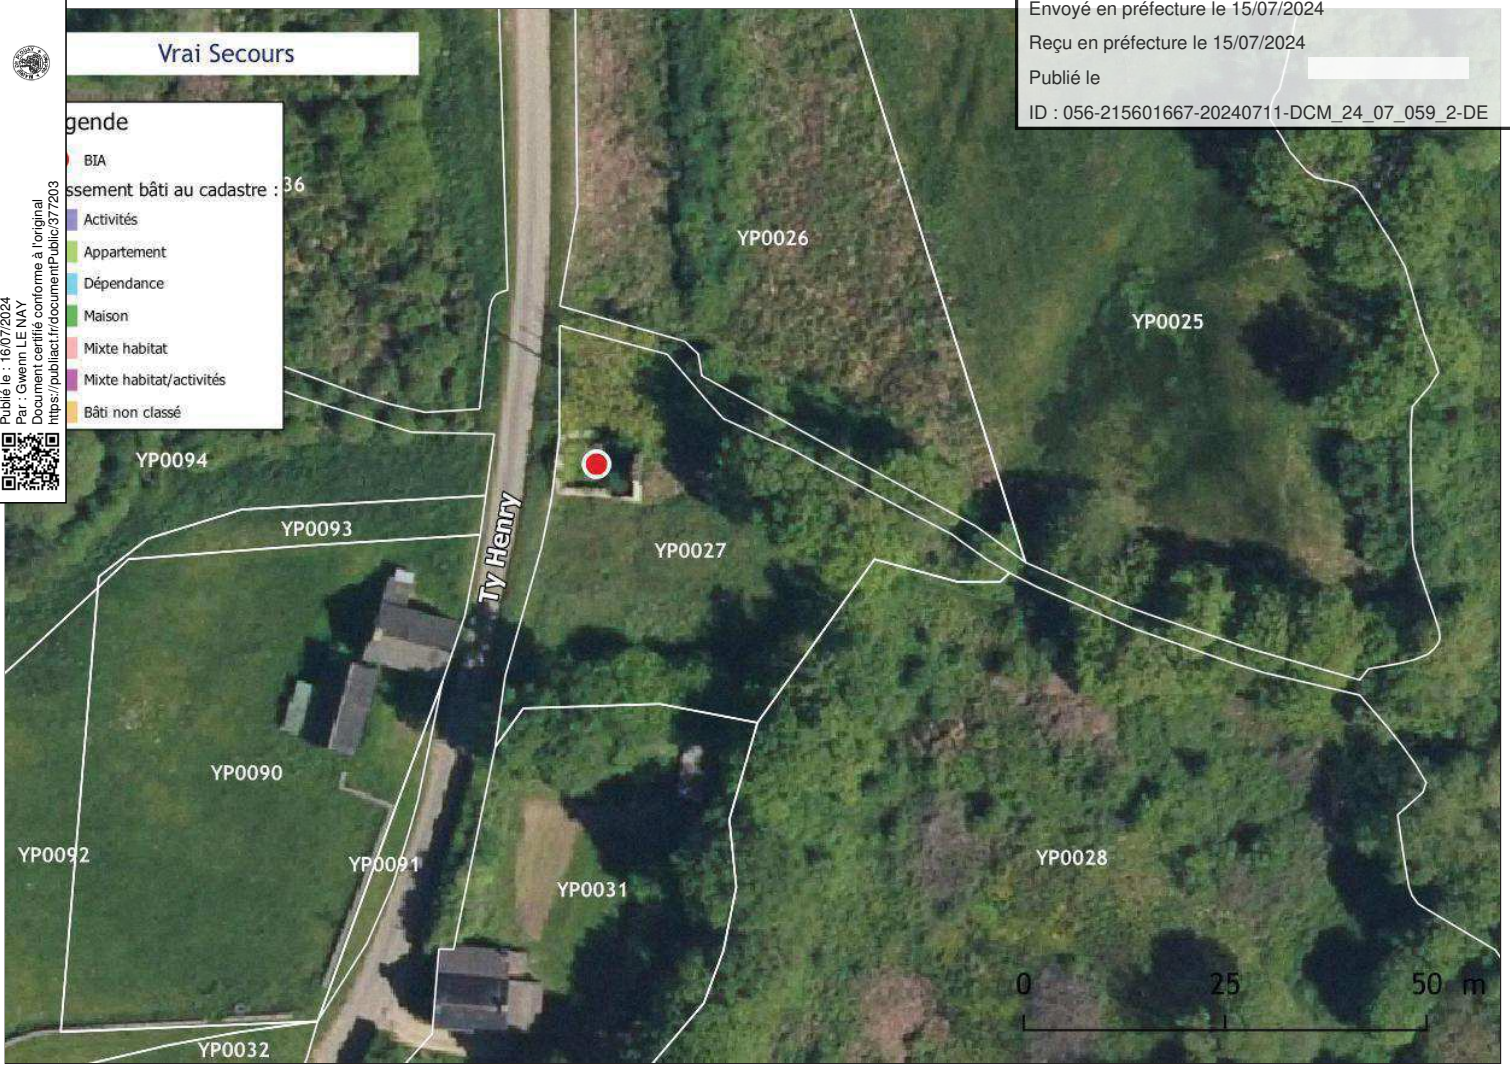 Envoyé en préfecture le 15/07/2024
Reçu en préfecture le 15/07/2024
Publié le
ID : 056-215601667-20240711-DCM_24_07_059_2-DE
Vrai Secours
gende
BIA
ssement bâti au cadastre :
36
Activités
Appartement
Dépendance
Maison
Mixte habitat
Mixte habitat/activités
Bâti non classé
Publié le : 16/07/2024
Par : Gwenn LE NAY
Document certifié conforme à l'original
https://publiact.fr/documentPublic/377203
YP0026
YP0025
YP0094
YP0093
Ty Henry
YP0027
YP0090
YP0092
YP0091
YP0031
YP0028
YP0032
0 25 50 m